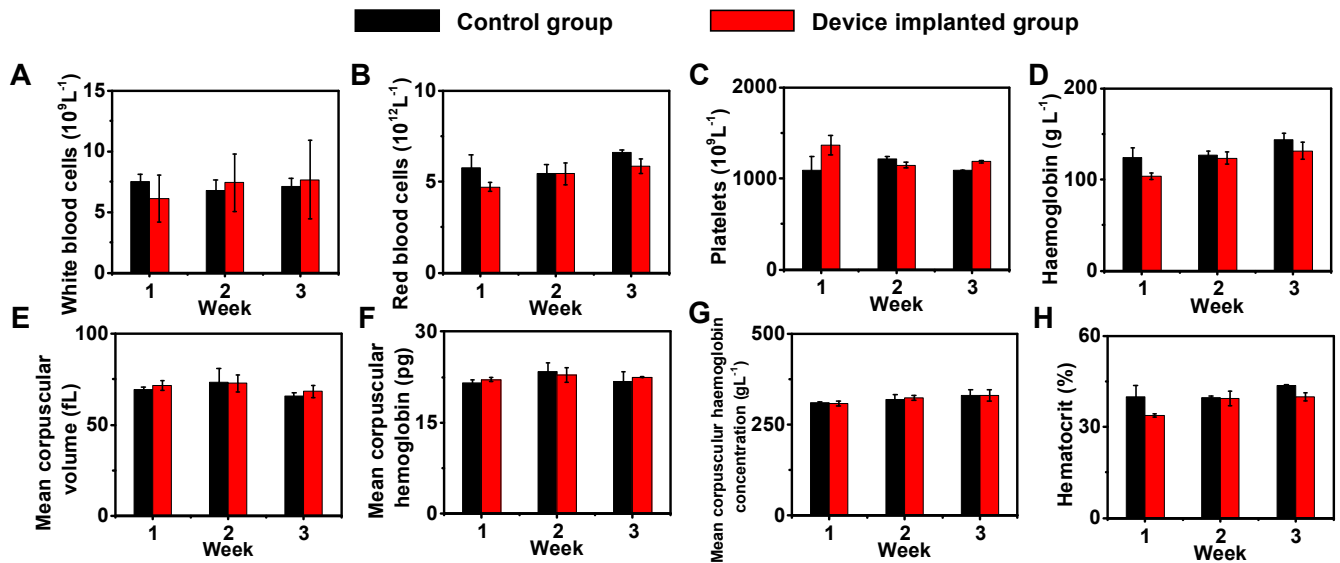 Control group
Device implanted group
A
White blood cells (10⁹L⁻¹)
15
10
5
0
1
2
3
Week
B
Red blood cells (10¹²L⁻¹)
10
5
0
1
2
3
Week
C
Platelets (10⁹L⁻¹)
2000
1000
0
1
2
3
Week
D
Haemoglobin (g L⁻¹)
200
100
0
1
2
3
Week
E
Mean corpuscular
volume (fL)
100
50
0
1
2
3
Week
F
Mean corpuscular
hemoglobin (pg)
30
15
0
1
2
3
Week
G
Mean corpusculur haemoglobin
concentration (gL⁻¹)
500
250
0
1
2
3
Week
H
Hematocrit (%)
60
30
0
1
2
3
Week